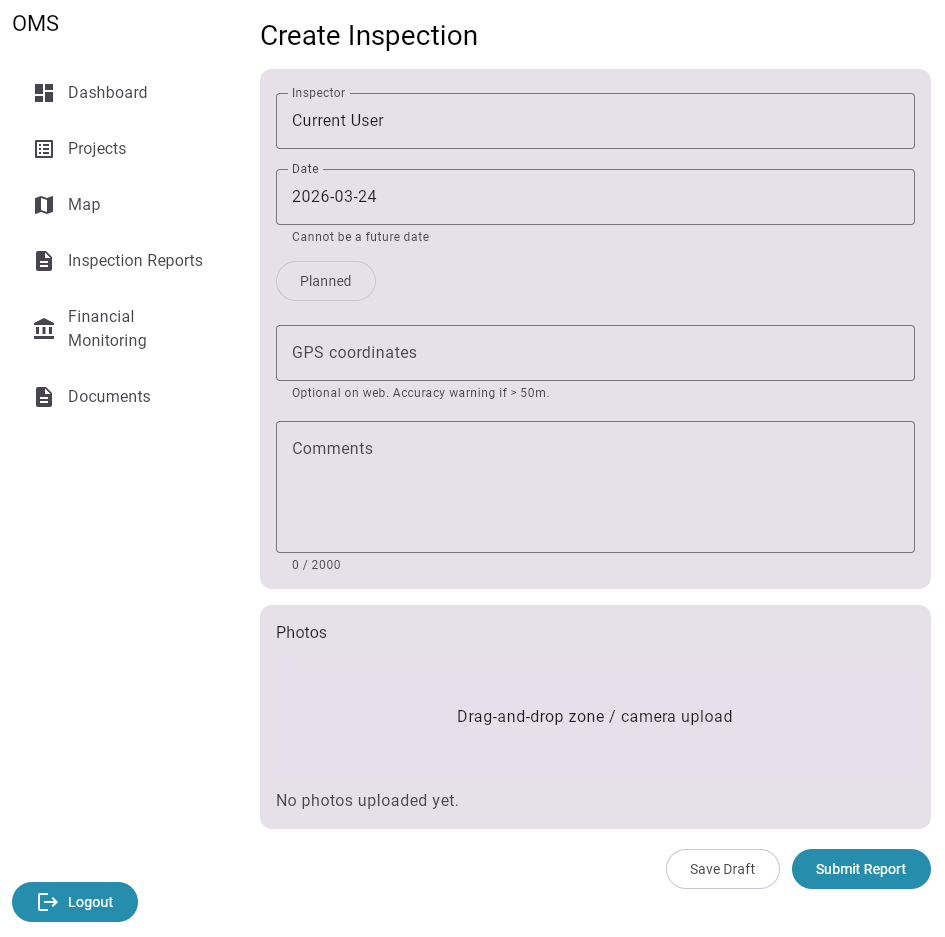 OMS
Dashboard
Projects
Map
Inspection Reports
Financial
Monitoring
Documents
Logout
Create Inspection
Inspector
Current User
Date
2026-03-24
Cannot be a future date
Planned
GPS coordinates
Optional on web. Accuracy warning if > 50m.
Comments
0 / 2000
Photos
Drag-and-drop zone / camera upload
No photos uploaded yet.
Save Draft
Submit Report